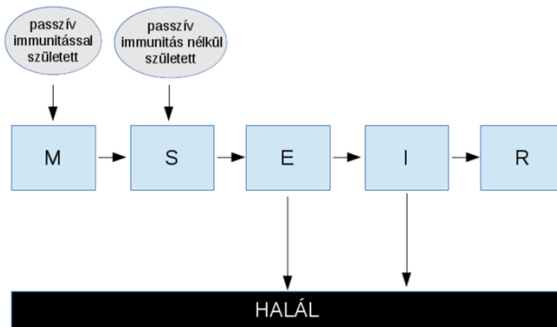 passzív
immunitással
született
passzív
immunitás nélkül
született
M
S
E
I
R
HALÁL